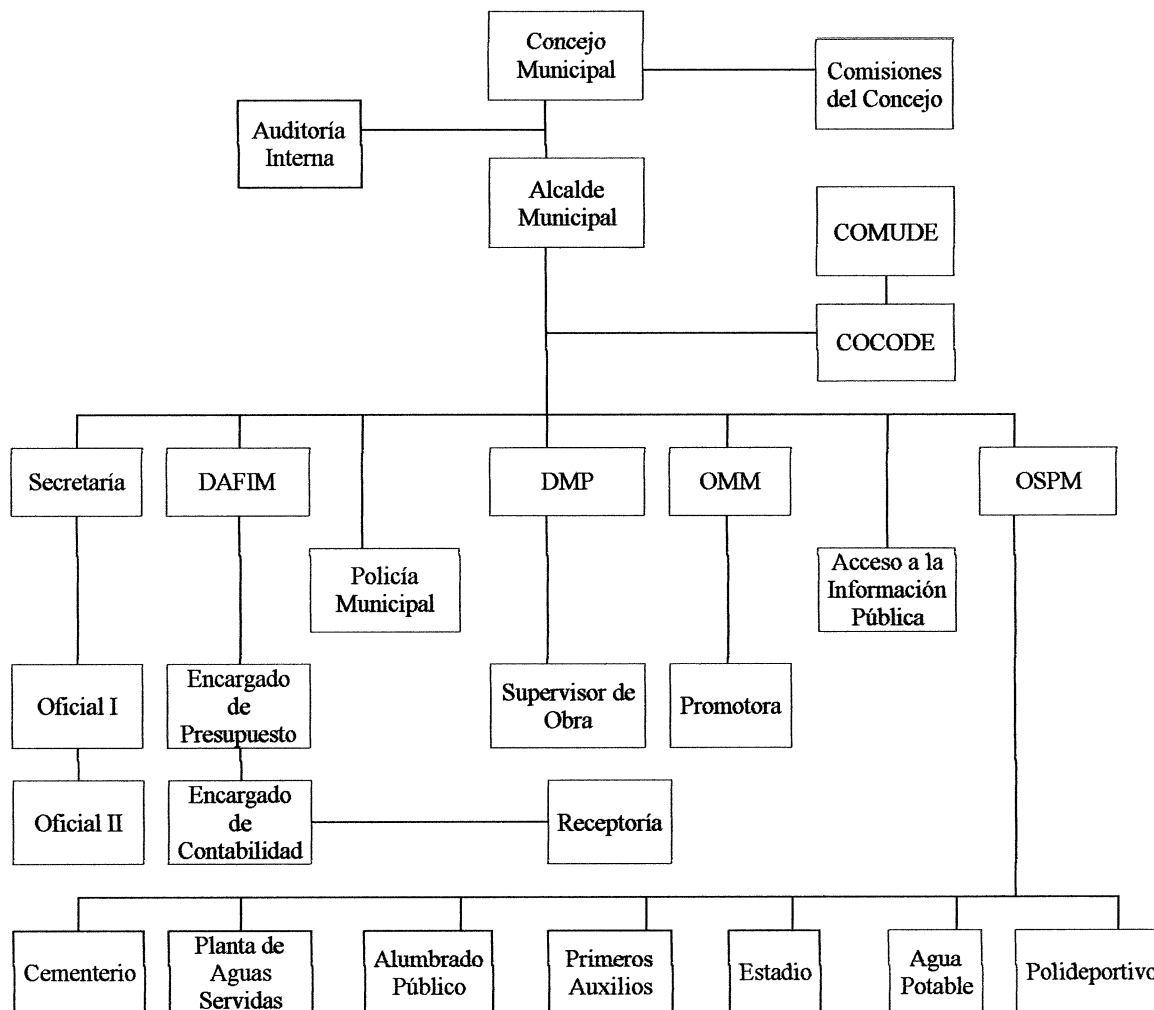 Concejo
Municipal
Comisiones
del Concejo
Auditoría
Interna
Alcalde
Municipal
COMUDE
COCODE
Secretaría
DAFIM
DMP
OMM
OSPM
Policía
Municipal
Acceso a la
Información
Pública
Oficial I
Encargado
de
Presupuesto
Supervisor de
Obra
Promotora
Oficial II
Encargado
de
Contabilidad
Receptoría
Cementerio
Planta de
Aguas
Servidas
Alumbrado
Público
Primeros
Auxilios
Estadio
Agua
Potable
Polideportivo